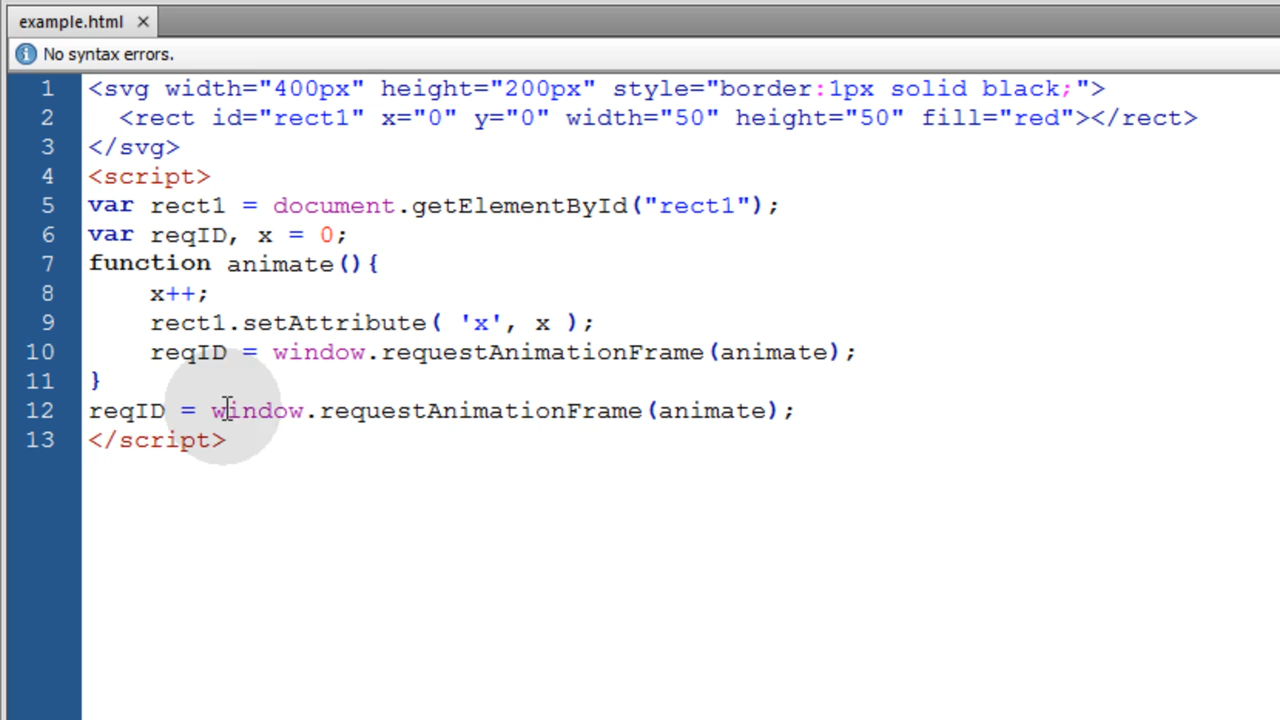 example.html ×
No syntax errors.
1 <svg width="400px" height="200px" style="border:1px solid black;">
2   <rect id="rect1" x="0" y="0" width="50" height="50" fill="red"></rect>
3 </svg>
4 <script>
5 var rect1 = document.getElementById("rect1");
6 var reqID, x = 0;
7 function animate(){
8     x++;
9     rect1.setAttribute( 'x', x );
10     reqID = window.requestAnimationFrame(animate);
11 }
12 reqID = window.requestAnimationFrame(animate);
13 </script>